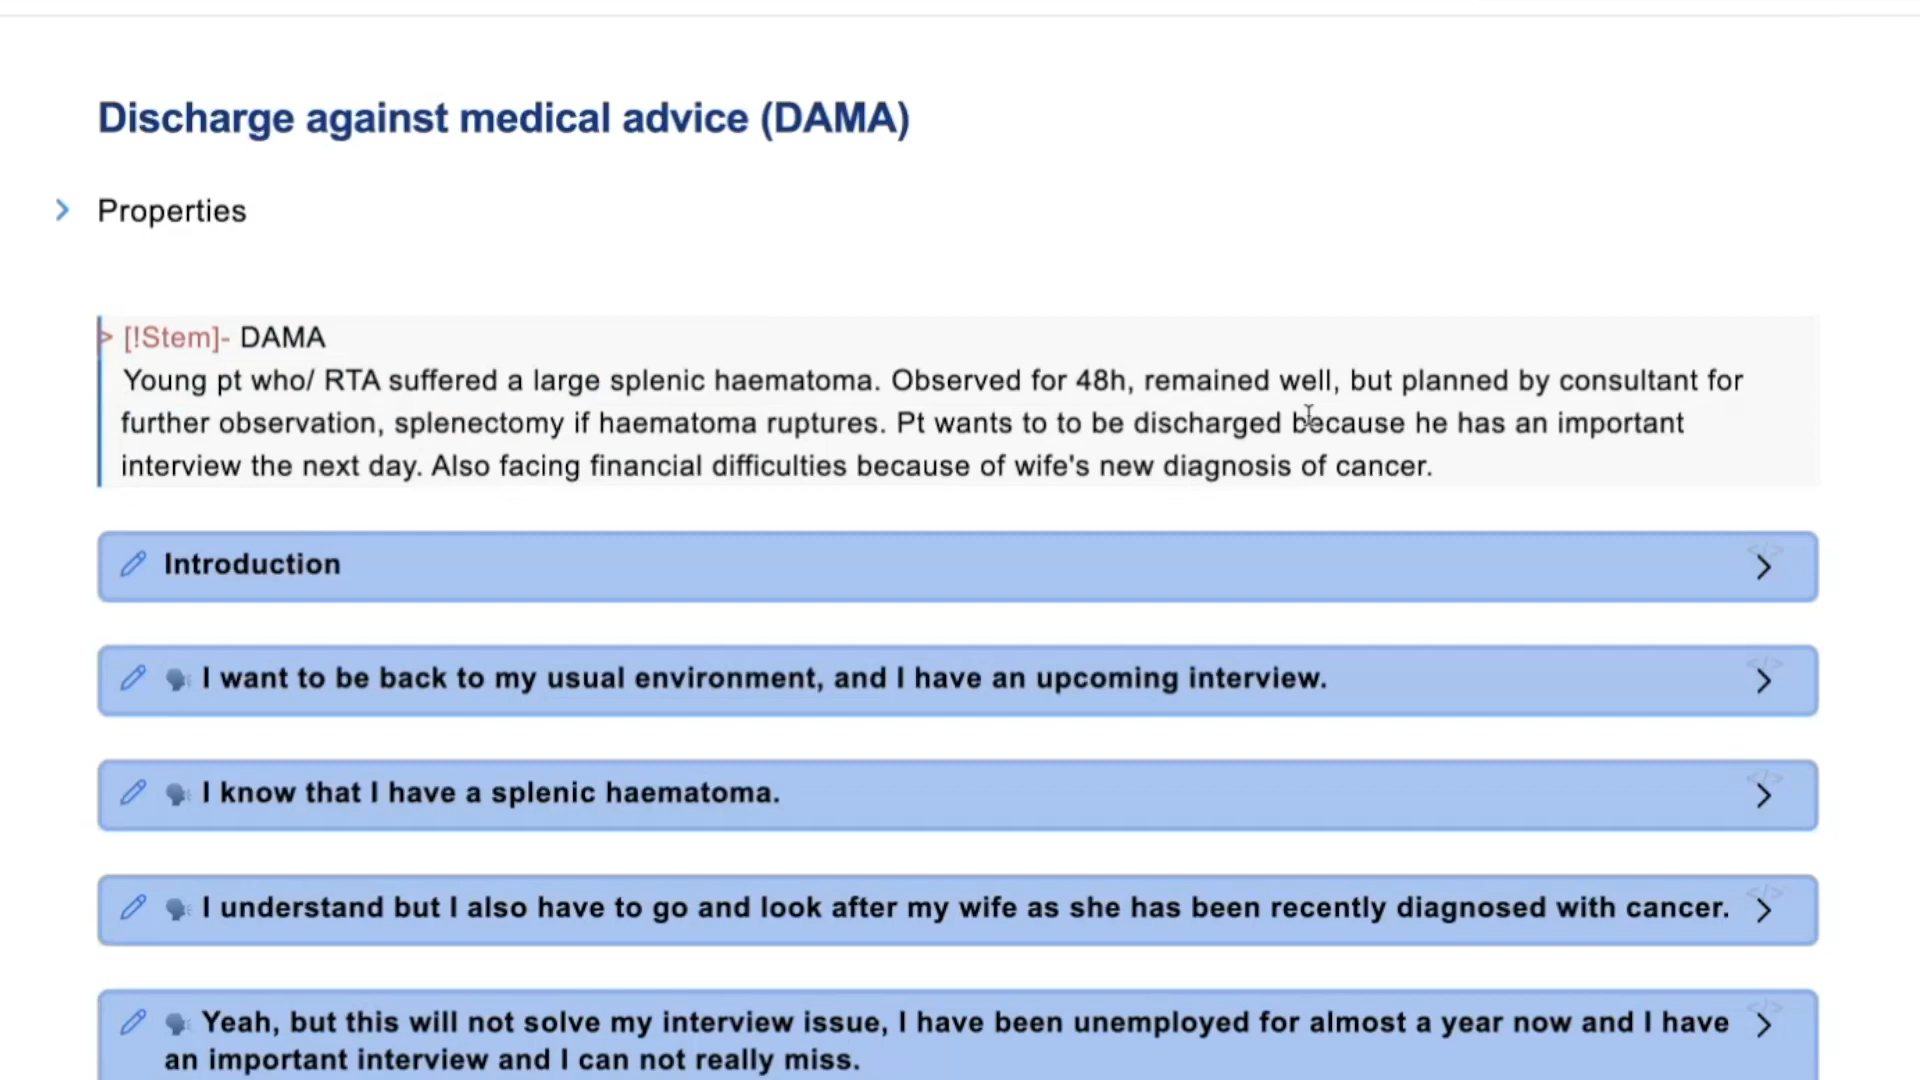 Discharge against medical advice (DAMA)
Properties
> [!Stem]- DAMA
Young pt who/ RTA suffered a large splenic haematoma. Observed for 48h, remained well, but planned by consultant for
further observation, splenectomy if haematoma ruptures. Pt wants to to be discharged because he has an important
interview the next day. Also facing financial difficulties because of wife's new diagnosis of cancer.
Introduction
</>
I want to be back to my usual environment, and I have an upcoming interview.
</>
I know that I have a splenic haematoma.
</>
I understand but I also have to go and look after my wife as she has been recently diagnosed with cancer.
</>
Yeah, but this will not solve my interview issue, I have been unemployed for almost a year now and I have
an important interview and I can not really miss.
</>